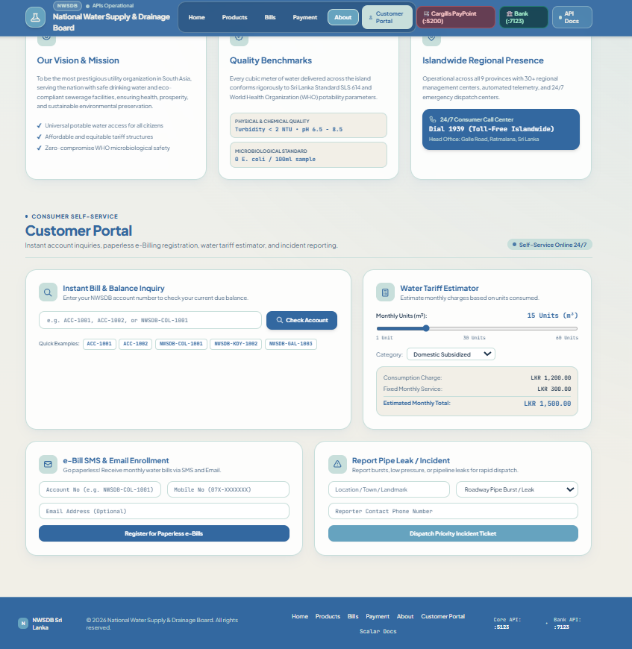 NWSDB
APIs Operational
National Water Supply & Drainage
Board
Home
Products
Bills
Payment
About
Customer
Portal
Cargills PayPoint
(:5200)
Bank
(:7123)
API
Docs
Our Vision & Mission
To be the most prestigious utility organization in South Asia,
serving the nation with safe drinking water and eco-
compliant sewerage facilities, ensuring health, prosperity,
and sustainable environmental preservation.
✓ Universal potable water access for all citizens
✓ Affordable and equitable tariff structures
✓ Zero-compromise WHO microbiological safety
Quality Benchmarks
Every cubic meter of water delivered across the island
conforms rigorously to Sri Lanka Standard SLS 614 and
World Health Organization (WHO) potability parameters.
PHYSICAL & CHEMICAL QUALITY
Turbidity < 2 NTU • pH 6.5 - 8.5
MICROBIOLOGICAL STANDARD
0 E. coli / 100ml sample
Islandwide Regional Presence
Operational across all 9 provinces with 30+ regional
management centers, automated telemetry, and 24/7
emergency dispatch centers.
24/7 Consumer Call Center
Dial 1939 (Toll-Free Islandwide)
Head Office: Galle Road, Ratmalana, Sri Lanka.
• CONSUMER SELF-SERVICE
Customer Portal
Instant account inquiries, paperless e-Billing registration, water tariff estimator, and incident reporting.
Self-Service Online 24/7
Instant Bill & Balance Inquiry
Enter your NWSDB account number to check your current due balance.
e.g. ACC-1001, ACC-1002, or NWSDB-COL-1001
Check Account
Quick Examples:
ACC-1001
ACC-1002
NWSDB-COL-1001
NWSDB-KDY-1002
NWSDB-GAL-1003
Water Tariff Estimator
Estimate monthly charges based on units consumed.
Monthly Units (m³):
15 Units (m³)
1 Unit
30 Units
60 Units
Category:
Domestic Subsidized
Consumption Charge:
LKR 1,200.00
Fixed Monthly Service:
LKR 300.00
Estimated Monthly Total:
LKR 1,500.00
e-Bill SMS & Email Enrollment
Go paperless! Receive monthly water bills via SMS and Email.
Account No (e.g. NWSDB-COL-1001)
Mobile No (07X-XXXXXXX)
Email Address (Optional)
Register for Paperless e-Bills
Report Pipe Leak / Incident
Report bursts, low pressure, or pipeline leaks for rapid dispatch.
Location/Town/Landmark
Roadway Pipe Burst / Leak
Reporter Contact Phone Number
Dispatch Priority Incident Ticket
N
NWSDB Sri
Lanka
© 2026 National Water Supply & Drainage Board. All rights
reserved.
Home
Products
Bills
Payment
About
Customer Portal
Scalar Docs
Core API:
:5123
•
Bank API:
:7123